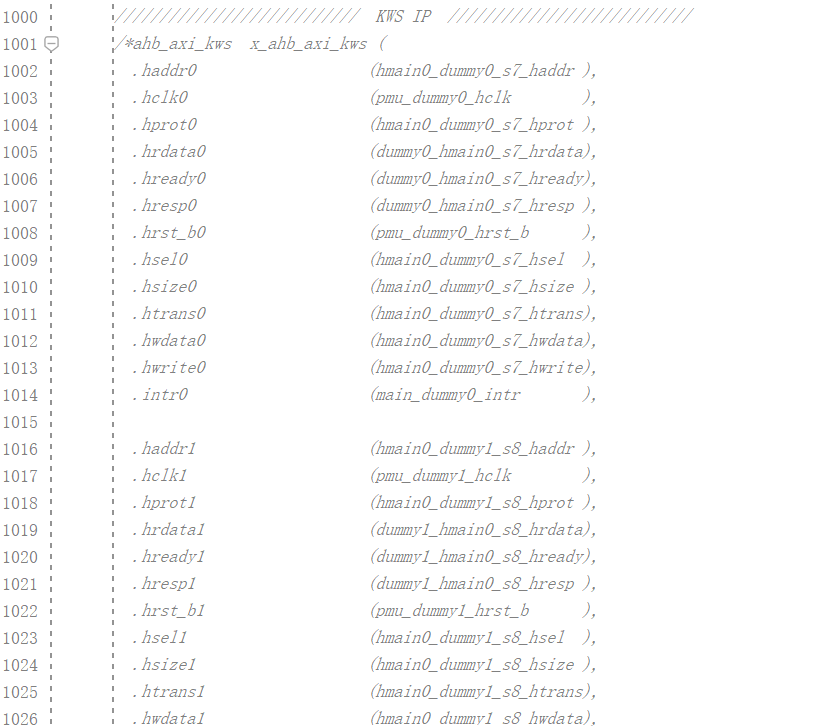 1000 /////////////////////////// KWS IP ///////////////////////////
1001 /*ahb_axi_kws x_ahb_axi_kws (
1002 .haddr0 (hmain0_dummy0_s7_haddr ),
1003 .hclk0 (pmu_dummy0_hclk ),
1004 .hprot0 (hmain0_dummy0_s7_hprot ),
1005 .hrdata0 (dummy0_hmain0_s7_hrdata),
1006 .hready0 (dummy0_hmain0_s7_hready),
1007 .hresp0 (dummy0_hmain0_s7_hresp ),
1008 .hrst_b0 (pmu_dummy0_hrst_b ),
1009 .hsel0 (hmain0_dummy0_s7_hsel ),
1010 .hsize0 (hmain0_dummy0_s7_hsize ),
1011 .htrans0 (hmain0_dummy0_s7_htrans),
1012 .hwdata0 (hmain0_dummy0_s7_hwdata),
1013 .hwrite0 (hmain0_dummy0_s7_hwrite),
1014 .intr0 (main_dummy0_intr ),
1015
1016 .haddr1 (hmain0_dummy1_s8_haddr ),
1017 .hclk1 (pmu_dummy1_hclk ),
1018 .hprot1 (hmain0_dummy1_s8_hprot ),
1019 .hrdata1 (dummy1_hmain0_s8_hrdata),
1020 .hready1 (dummy1_hmain0_s8_hready),
1021 .hresp1 (dummy1_hmain0_s8_hresp ),
1022 .hrst_b1 (pmu_dummy1_hrst_b ),
1023 .hsel1 (hmain0_dummy1_s8_hsel ),
1024 .hsize1 (hmain0_dummy1_s8_hsize ),
1025 .htrans1 (hmain0_dummy1_s8_htrans),
1026 .hwdata1 (hmain0_dummy1_s8_hwdata),